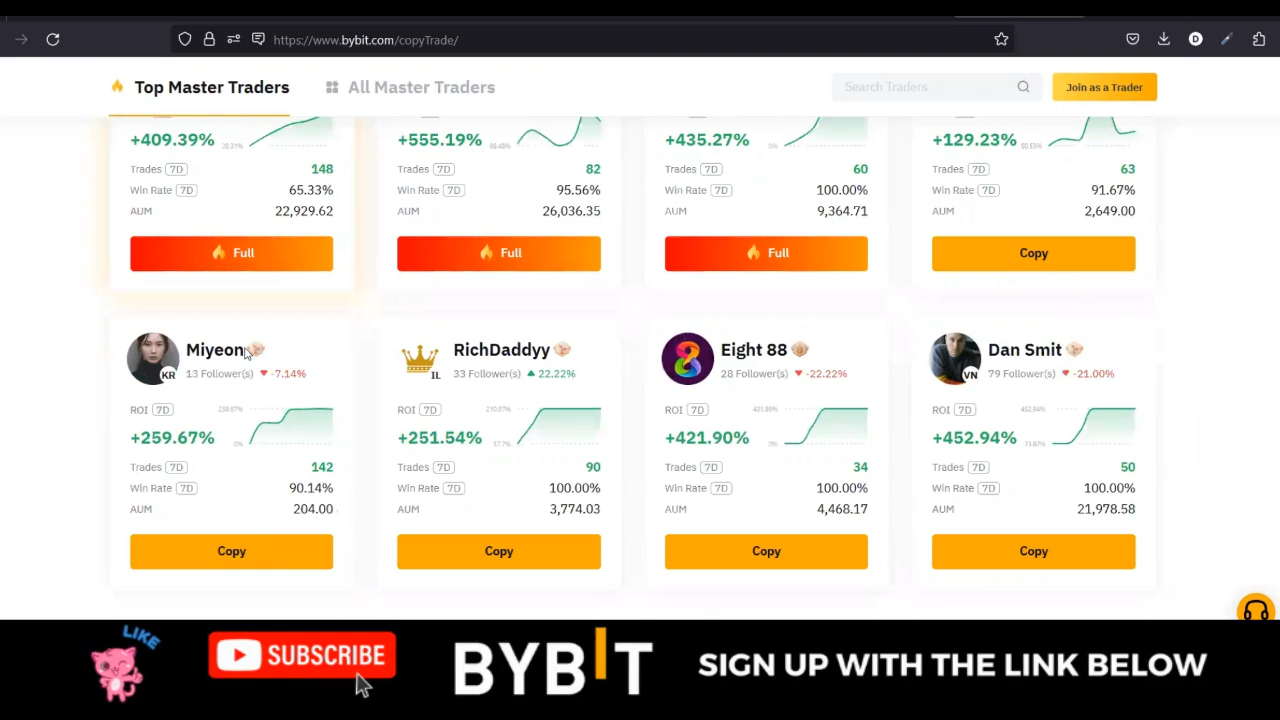 https://www.bybit.com/copyTrade/
Top Master Traders
All Master Traders
Search Traders
Join as a Trader
+409.39%
Trades 7D 148
Win Rate 7D 65.33%
AUM 22,929.62
Full
+555.19%
Trades 7D 82
Win Rate 7D 95.56%
AUM 26,036.35
Full
+435.27%
0%
Trades 7D 60
Win Rate 7D 100.00%
AUM 9,364.71
Full
+129.23%
Trades 7D 63
Win Rate 7D 91.67%
AUM 2,649.00
Copy
KR
Miyeon
13 Follower(s) -7.14%
ROI 7D
+259.67% 0%
Trades 7D 142
Win Rate 7D 90.14%
AUM 204.00
Copy
IL
RichDaddyy
33 Follower(s) 22.22%
ROI 7D
+251.54% 57.7%
Trades 7D 90
Win Rate 7D 100.00%
AUM 3,774.03
Copy
Eight 88
28 Follower(s) -22.22%
ROI 7D
+421.90% 0%
Trades 7D 34
Win Rate 7D 100.00%
AUM 4,468.17
Copy
VN
Dan Smit
79 Follower(s) -21.00%
ROI 7D
+452.94%
Trades 7D 50
Win Rate 7D 100.00%
AUM 21,978.58
Copy
LIKE
SUBSCRIBE
BYBIT
SIGN UP WITH THE LINK BELOW